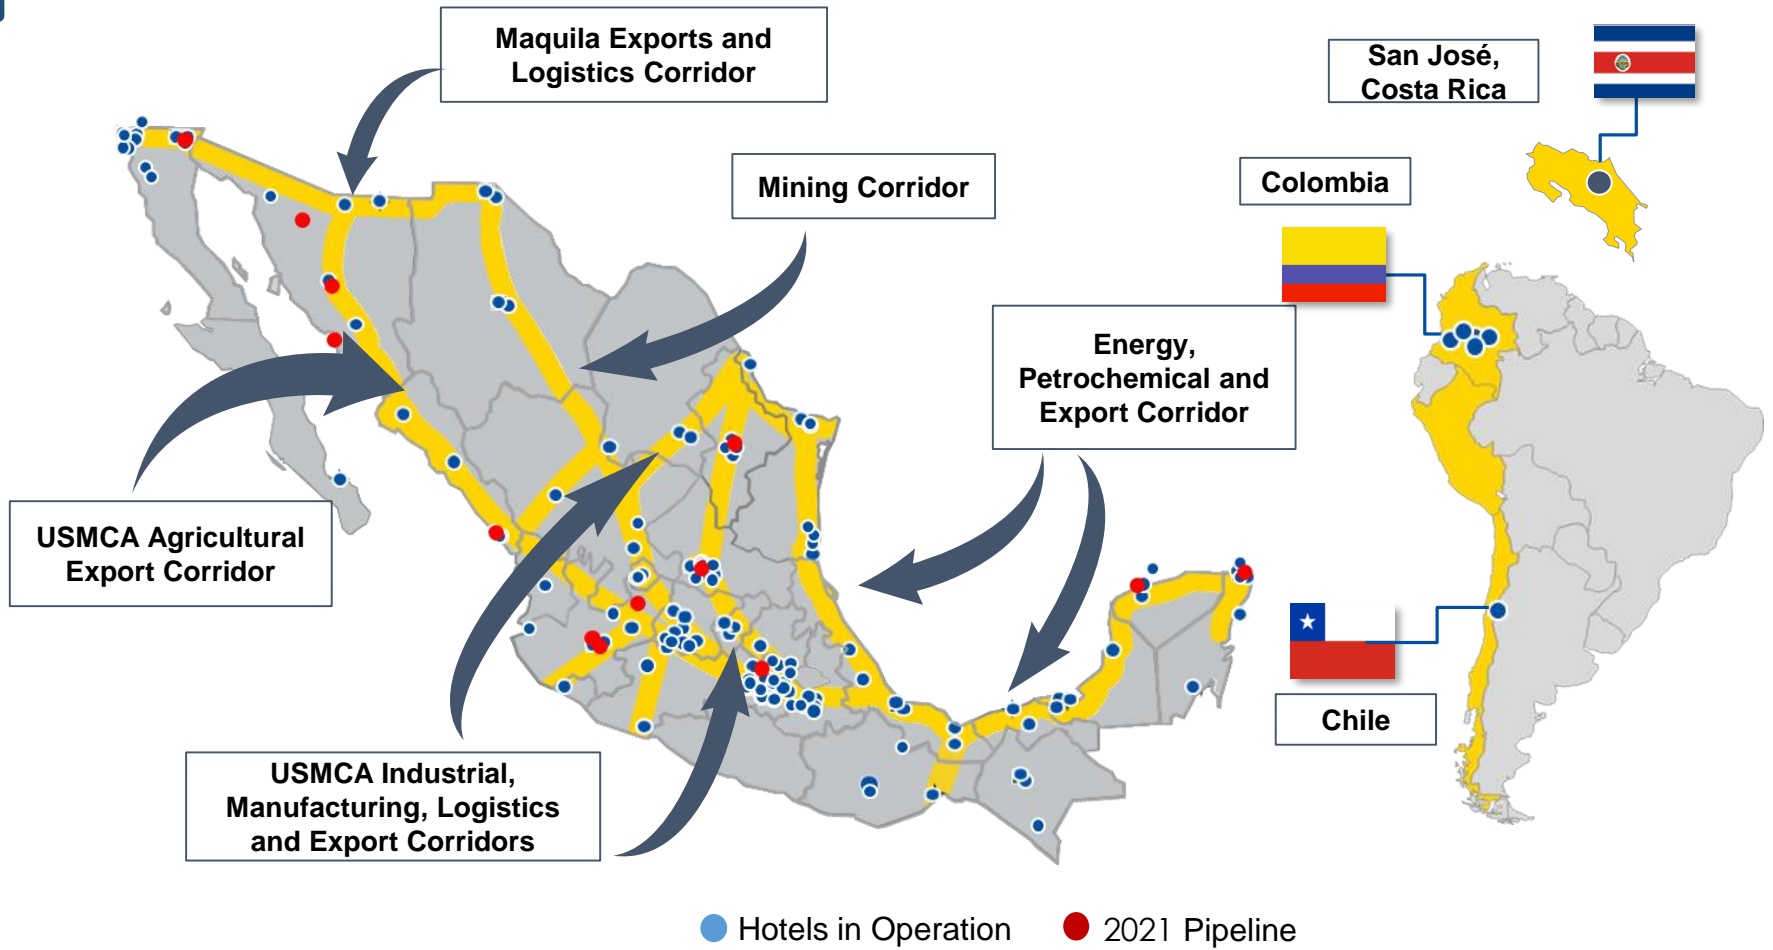 Maquila Exports and
Logistics Corridor
San José,
Costa Rica
Mining Corridor
Colombia
Energy,
Petrochemical and
Export Corridor
USMCA Agricultural
Export Corridor
Chile
USMCA Industrial,
Manufacturing, Logistics
and Export Corridors
Hotels in Operation
2021 Pipeline